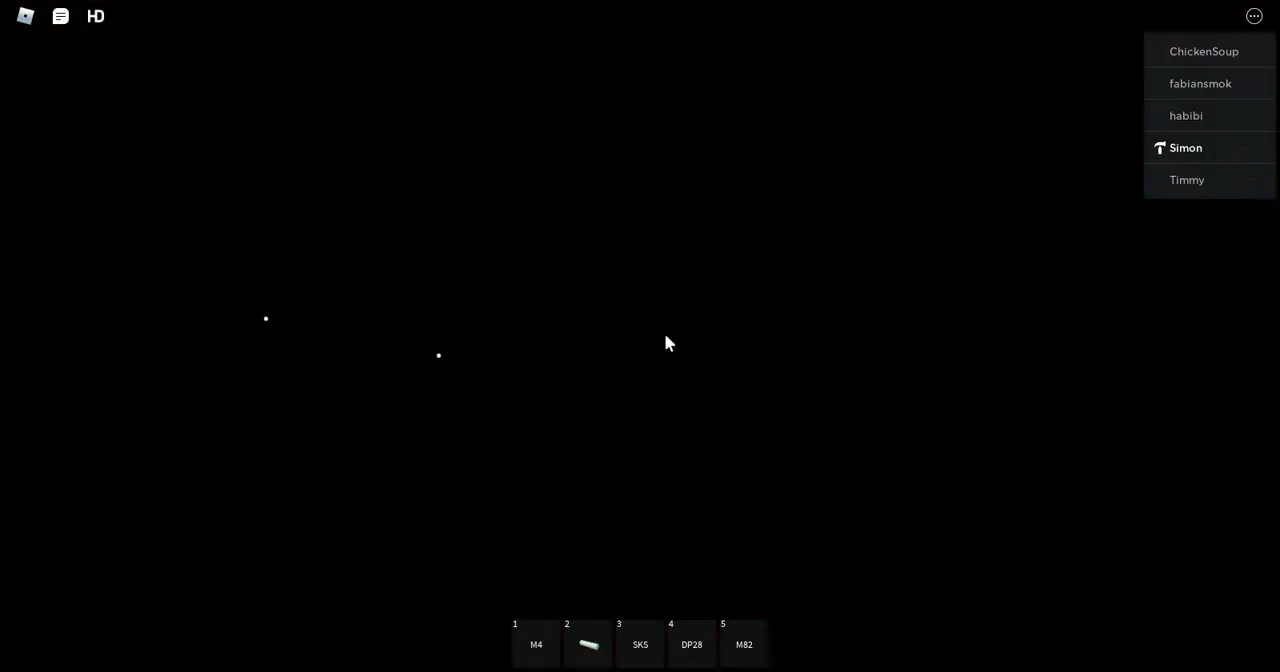 HD
ChickenSoup
fabiansmok
habibi
Simon
Timmy
1 2 3 4 5
M4 SKS DP28 M82